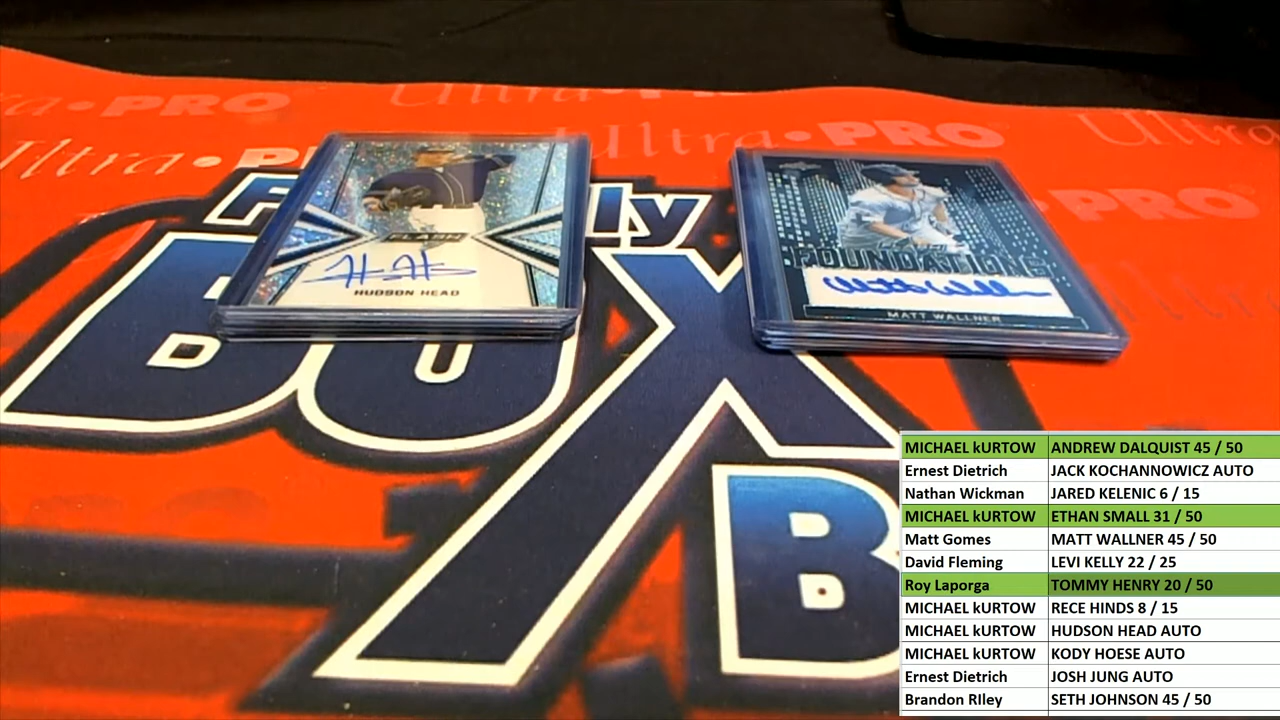 Ultra•PRO
Ultra•PRO
Ultra•PRO
FLASH
HUDSON HEAD
FOUNDATIONS
MATT WALLNER
ly
B
MICHAEL kURTOW ANDREW DALQUIST 45 / 50
Ernest Dietrich JACK KOCHANNOWICZ AUTO
Nathan Wickman JARED KELENIC 6 / 15
MICHAEL kURTOW ETHAN SMALL 31 / 50
Matt Gomes MATT WALLNER 45 / 50
David Fleming LEVI KELLY 22 / 25
Roy Laporga TOMMY HENRY 20 / 50
MICHAEL kURTOW RECE HINDS 8 / 15
MICHAEL kURTOW HUDSON HEAD AUTO
MICHAEL kURTOW KODY HOESE AUTO
Ernest Dietrich JOSH JUNG AUTO
Brandon RIley SETH JOHNSON 45 / 50